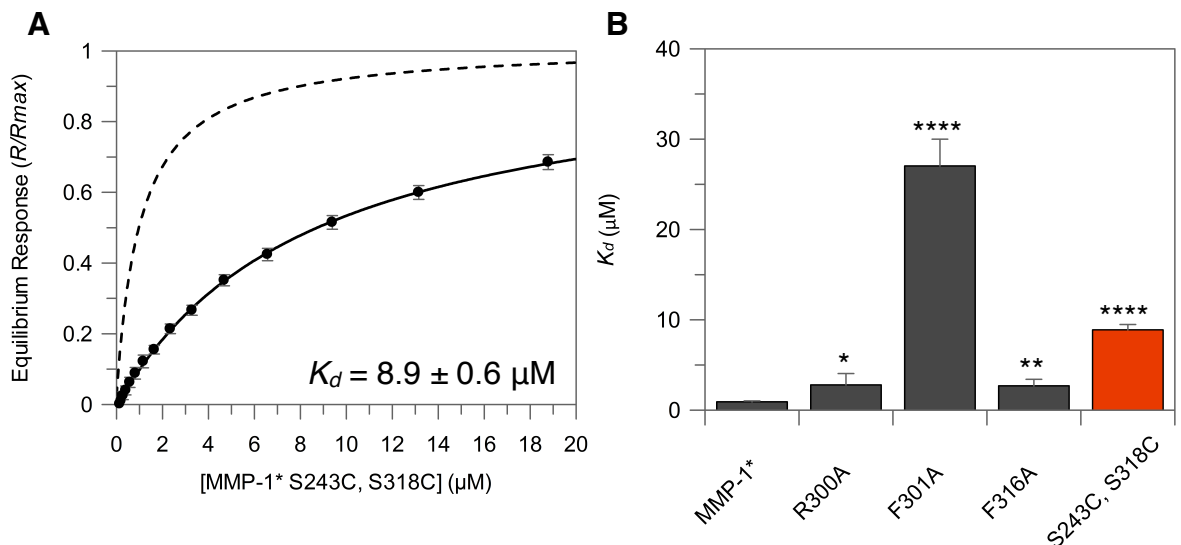 A
Equilibrium Response (R/Rmax)
1
0.8
0.6
0.4
0.2
0
Kd = 8.9 ± 0.6 μM
0 2 4 6 8 10 12 14 16 18 20
[MMP-1* S243C, S318C] (μM)
B
Kd (μM)
40
30
20
10
0
*
****
**
****
MMP-1*
R300A
F301A
F316A
S243C, S318C